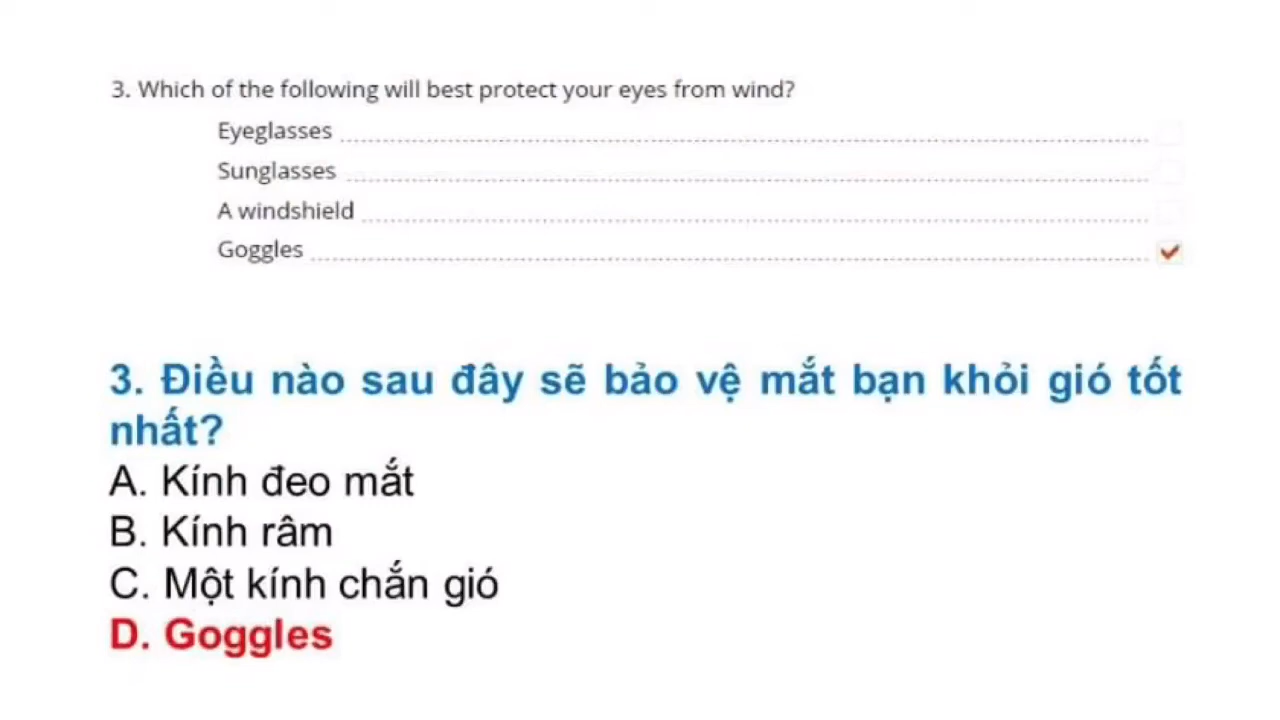 3. Which of the following will best protect your eyes from wind?
Eyeglasses
Sunglasses
A windshield
Goggles
3. Điều nào sau đây sẽ bảo vệ mắt bạn khỏi gió tốt
nhất?
A. Kính đeo mắt
B. Kính râm
C. Một kính chắn gió
D. Goggles